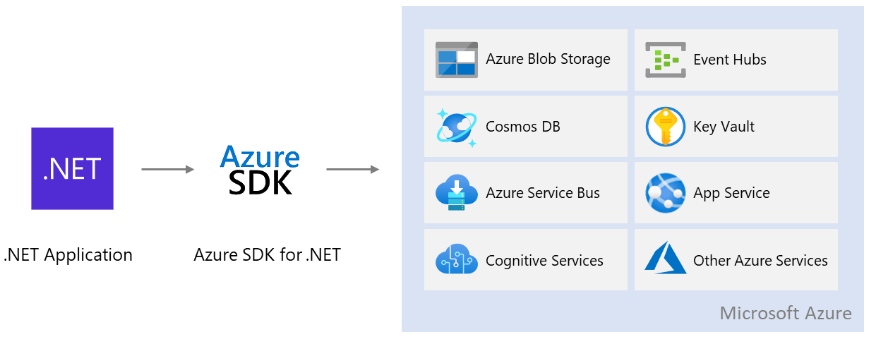 .NET
.NET Application
Azure
SDK
Azure SDK for .NET
Azure Blob Storage
Event Hubs
Cosmos DB
Key Vault
Azure Service Bus
App Service
Cognitive Services
Other Azure Services
Microsoft Azure